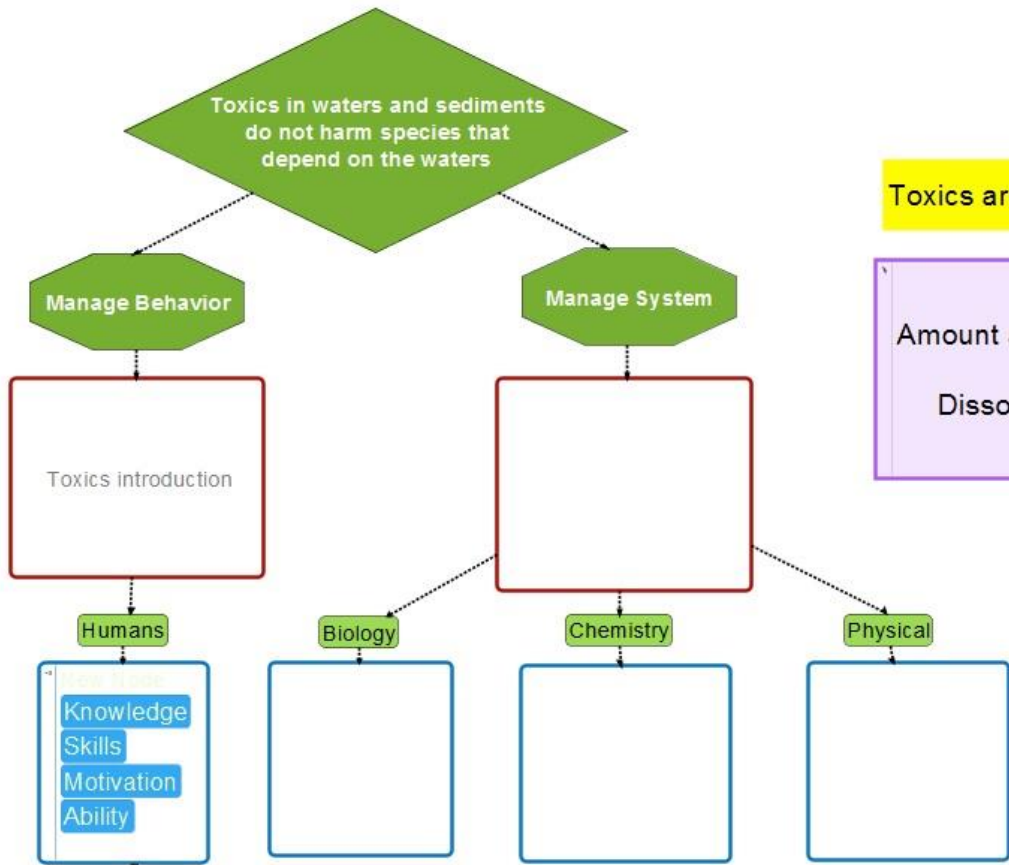 Toxics in waters and sediments
do not harm species that
depend on the waters
Toxics ar
Manage Behavior
Manage System
Amount
Disso
Toxics introduction
Humans
Biology
Chemistry
Physical
New Node
Knowledge
Skills
Motivation
Ability